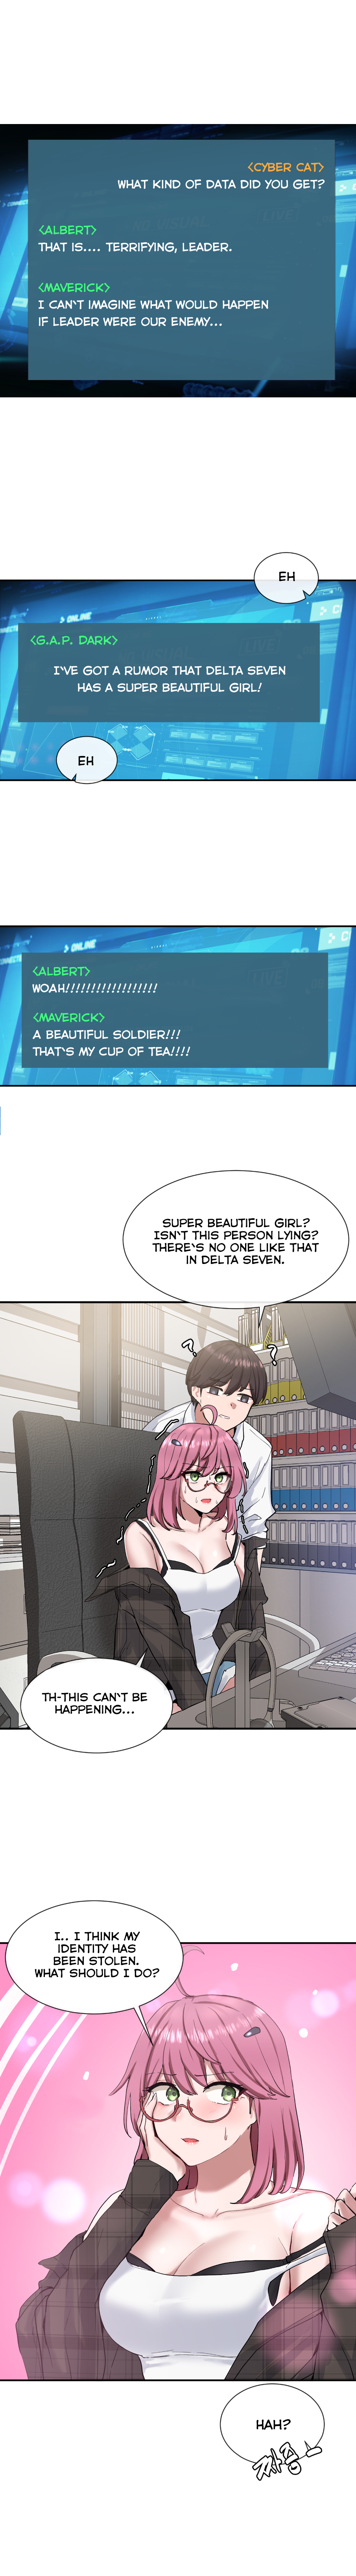 <CYBER CAT>
WHAT KIND OF DATA DID YOU GET?
<ALBERT>
THAT IS.... TERRIFYING, LEADER.
<MAVERICK>
I CAN'T IMAGINE WHAT WOULD HAPPEN
IF LEADER WERE OUR ENEMY...
EH
ONLINE
<G.A.P. DARK>
LIVE
I'VE GOT A RUMOR THAT DELTA SEVEN
HAS A SUPER BEAUTIFUL GIRL!
EH
ONLINE
<ALBERT>
WOAH!!!!!!!!!!!!!!!!!!
<MAVERICK>
A BEAUTIFUL SOLDIER!!!
THAT'S MY CUP OF TEA!!!!
SUPER BEAUTIFUL GIRL?
ISN'T THIS PERSON LYING?
THERE'S NO ONE LIKE THAT
IN DELTA SEVEN.
?
?
TH-THIS CAN'T BE
HAPPENING...
I.. I THINK MY
IDENTITY HAS
BEEN STOLEN.
WHAT SHOULD I DO?
HAH?